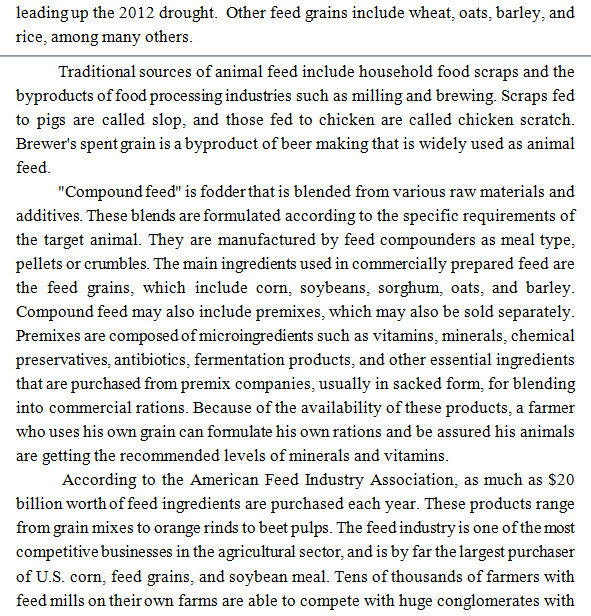 leading up the 2012 drought. Other feed grains include wheat, oats, barley, and
rice, among many others.
Traditional sources of animal feed include household food scraps and the
byproducts of food processing industries such as milling and brewing. Scraps fed
to pigs are called slop, and those fed to chicken are called chicken scratch.
Brewer's spent grain is a byproduct of beer making that is widely used as animal
feed.
"Compound feed" is fodder that is blended from various raw materials and
additives. These blends are formulated according to the specific requirements of
the target animal. They are manufactured by feed compounders as meal type,
pellets or crumbles. The main ingredients used in commercially prepared feed are
the feed grains, which include corn, soybeans, sorghum, oats, and barley.
Compound feed may also include premixes, which may also be sold separately.
Premixes are composed of microingredients such as vitamins, minerals, chemical
preservatives, antibiotics, fermentation products, and other essential ingredients
that are purchased from premix companies, usually in sacked form, for blending
into commercial rations. Because of the availability of these products, a farmer
who uses his own grain can formulate his own rations and be assured his animals
are getting the recommended levels of minerals and vitamins.
According to the American Feed Industry Association, as much as $20
billion worth of feed ingredients are purchased each year. These products range
from grain mixes to orange rinds to beet pulps. The feed industry is one of the most
competitive businesses in the agricultural sector, and is by far the largest purchaser
of U.S. corn, feed grains, and soybean meal. Tens of thousands of farmers with
feed mills on their own farms are able to compete with huge conglomerates with